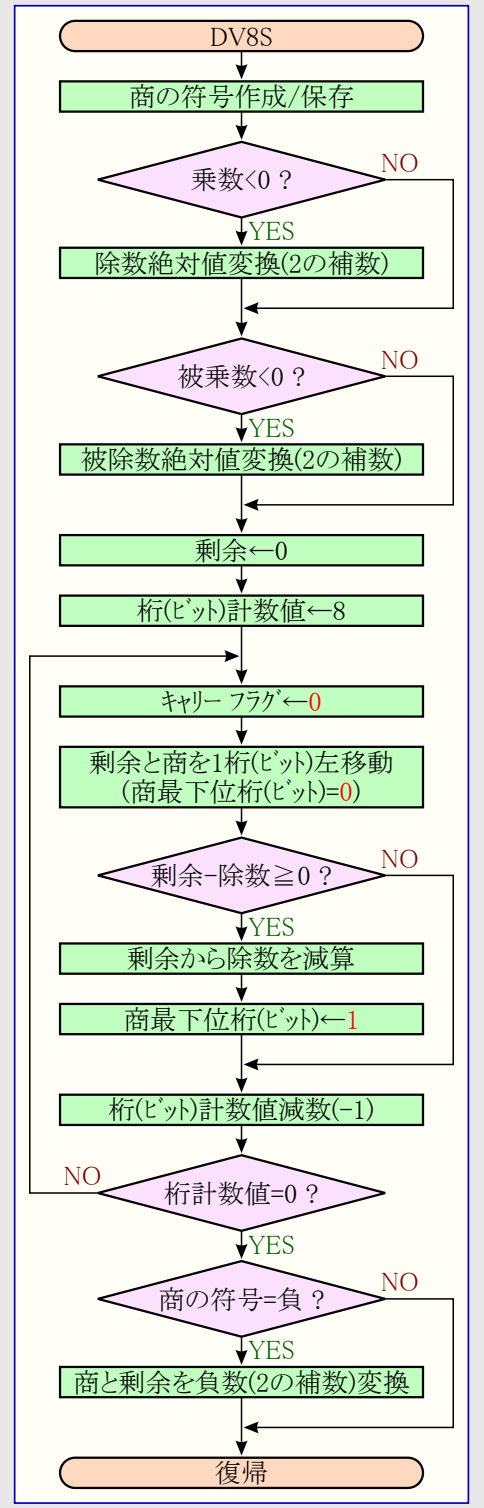 DV8S
商の符号作成/保存
乗数<0 ?
NO
YES
除数絶対値変換(2の補数)
被乗数<0 ?
NO
YES
被除数絶対値変換(2の補数)
剰余←0
桁(ﾋﾞｯﾄ)計数値←8
ｷｬﾘｰ ﾌﾗｸﾞ←0
剰余と商を1桁(ﾋﾞｯﾄ)左移動
(商最下位桁(ﾋﾞｯﾄ)=0)
剰余-除数≧0 ?
NO
YES
剰余から除数を減算
商最下位桁(ﾋﾞｯﾄ)←1
桁(ﾋﾞｯﾄ)計数値減数(-1)
NO
桁計数値=0 ?
YES
商の符号=負 ?
NO
YES
商と剰余を負数(2の補数)変換
復帰